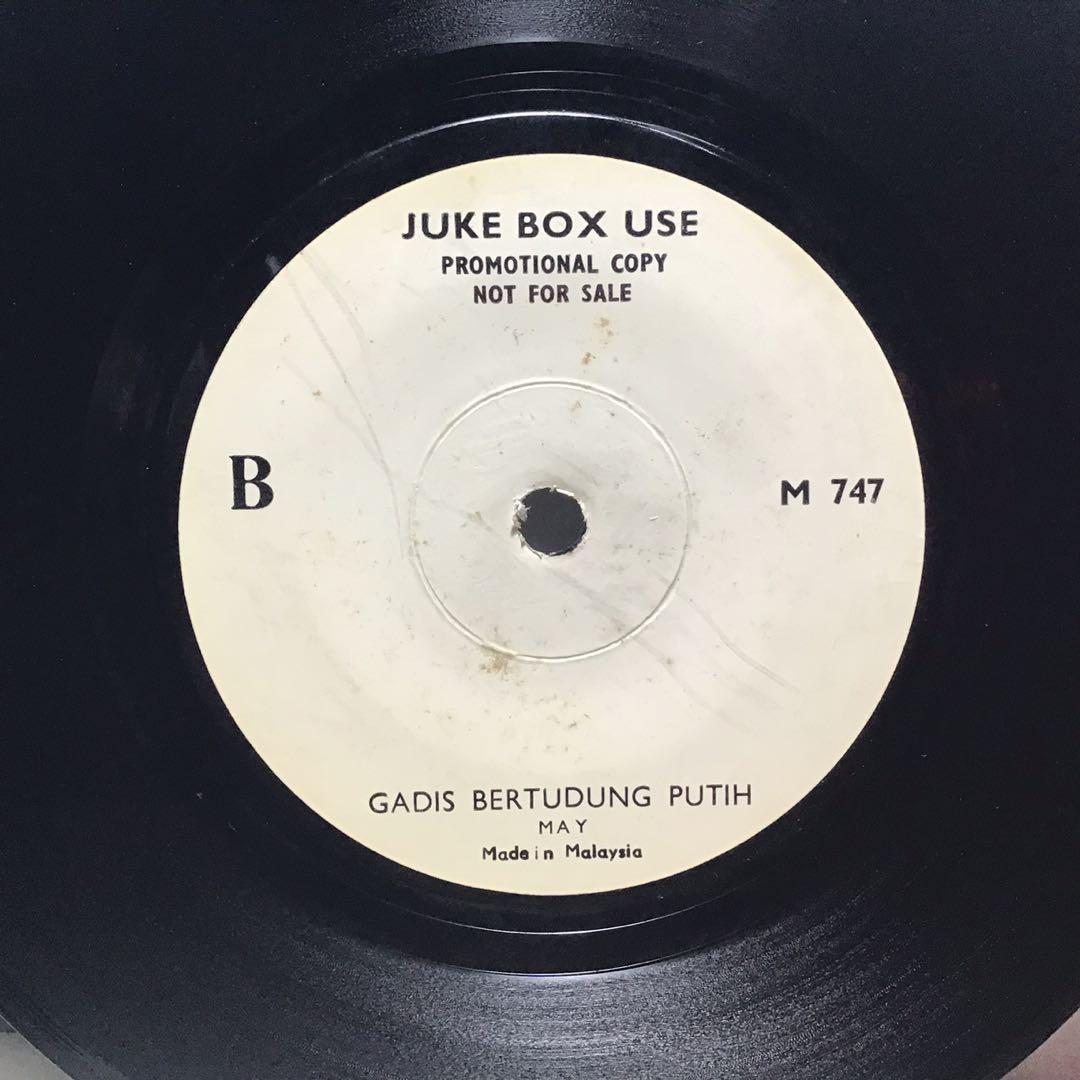 JUKE BOX USE
PROMOTIONAL COPY
NOT FOR SALE
B
M 747
GADIS BERTUDUNG PUTIH
MAY
Made in Malaysia